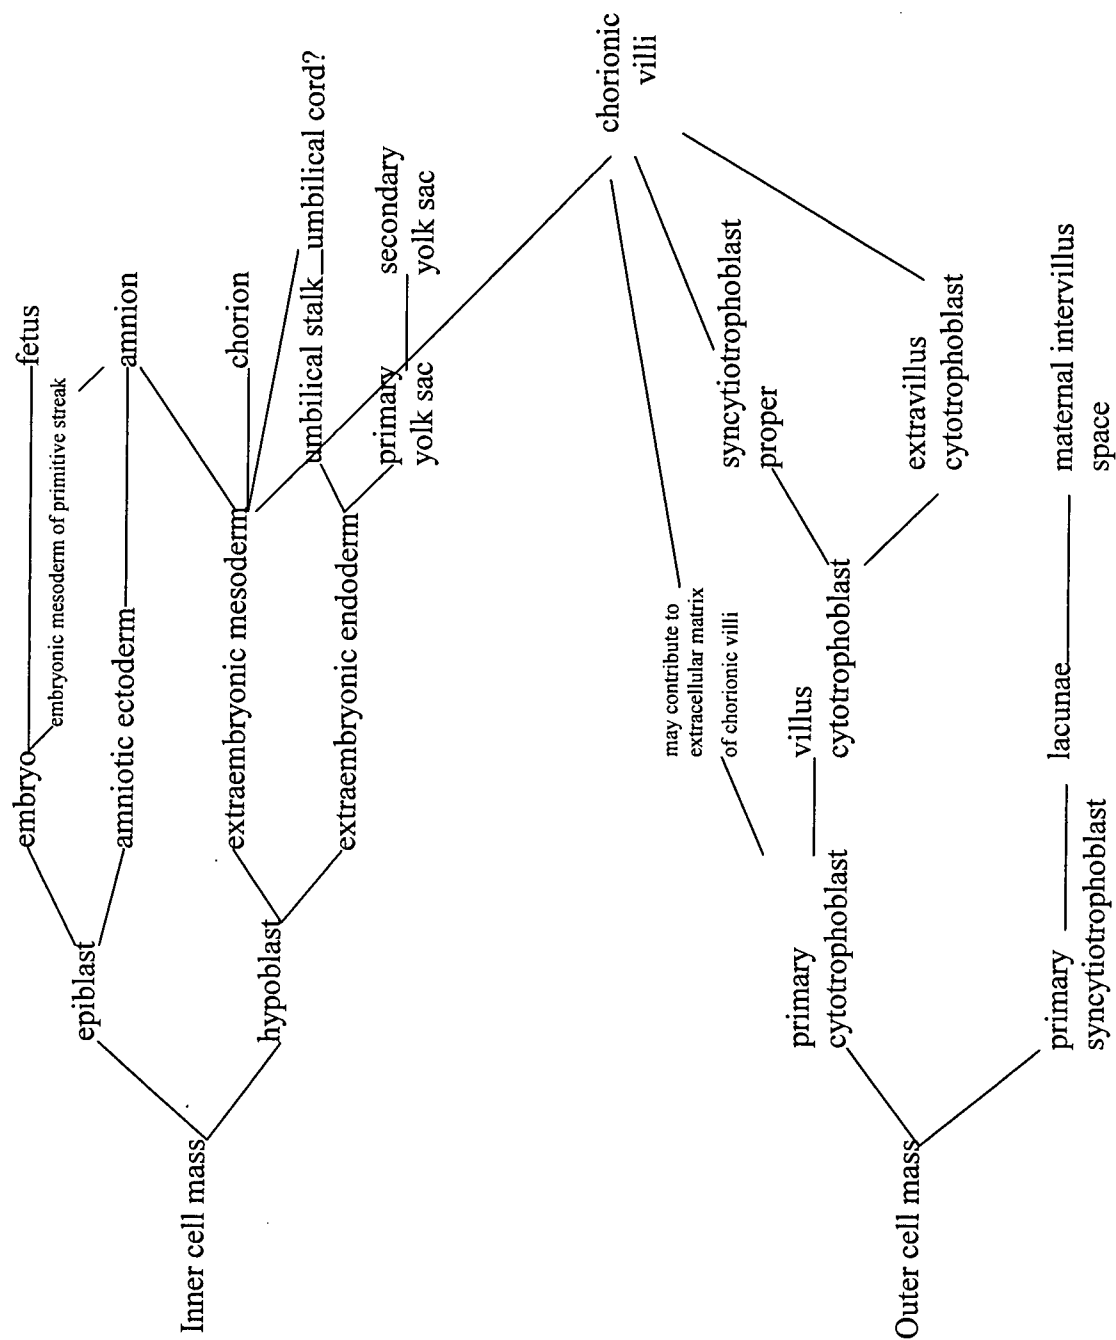 fetus
embryo
embryonic mesoderm of primitive streak
epiblast
amniotic ectoderm
amnion
Inner cell mass
extraembryonic mesoderm
chorion
hypoblast
umbilical stalk
umbilical cord?
extraembryonic endoderm
primary
yolk sac
secondary
yolk sac
chorionic
villi
may contribute to
extracellular matrix
of chorionic villi
syncytiotrophoblast
proper
primary
cytotrophoblast
villus
cytotrophoblast
extravillus
cytotrophoblast
Outer cell mass
primary
syncytiotrophoblast
lacunae
maternal intervillus
space